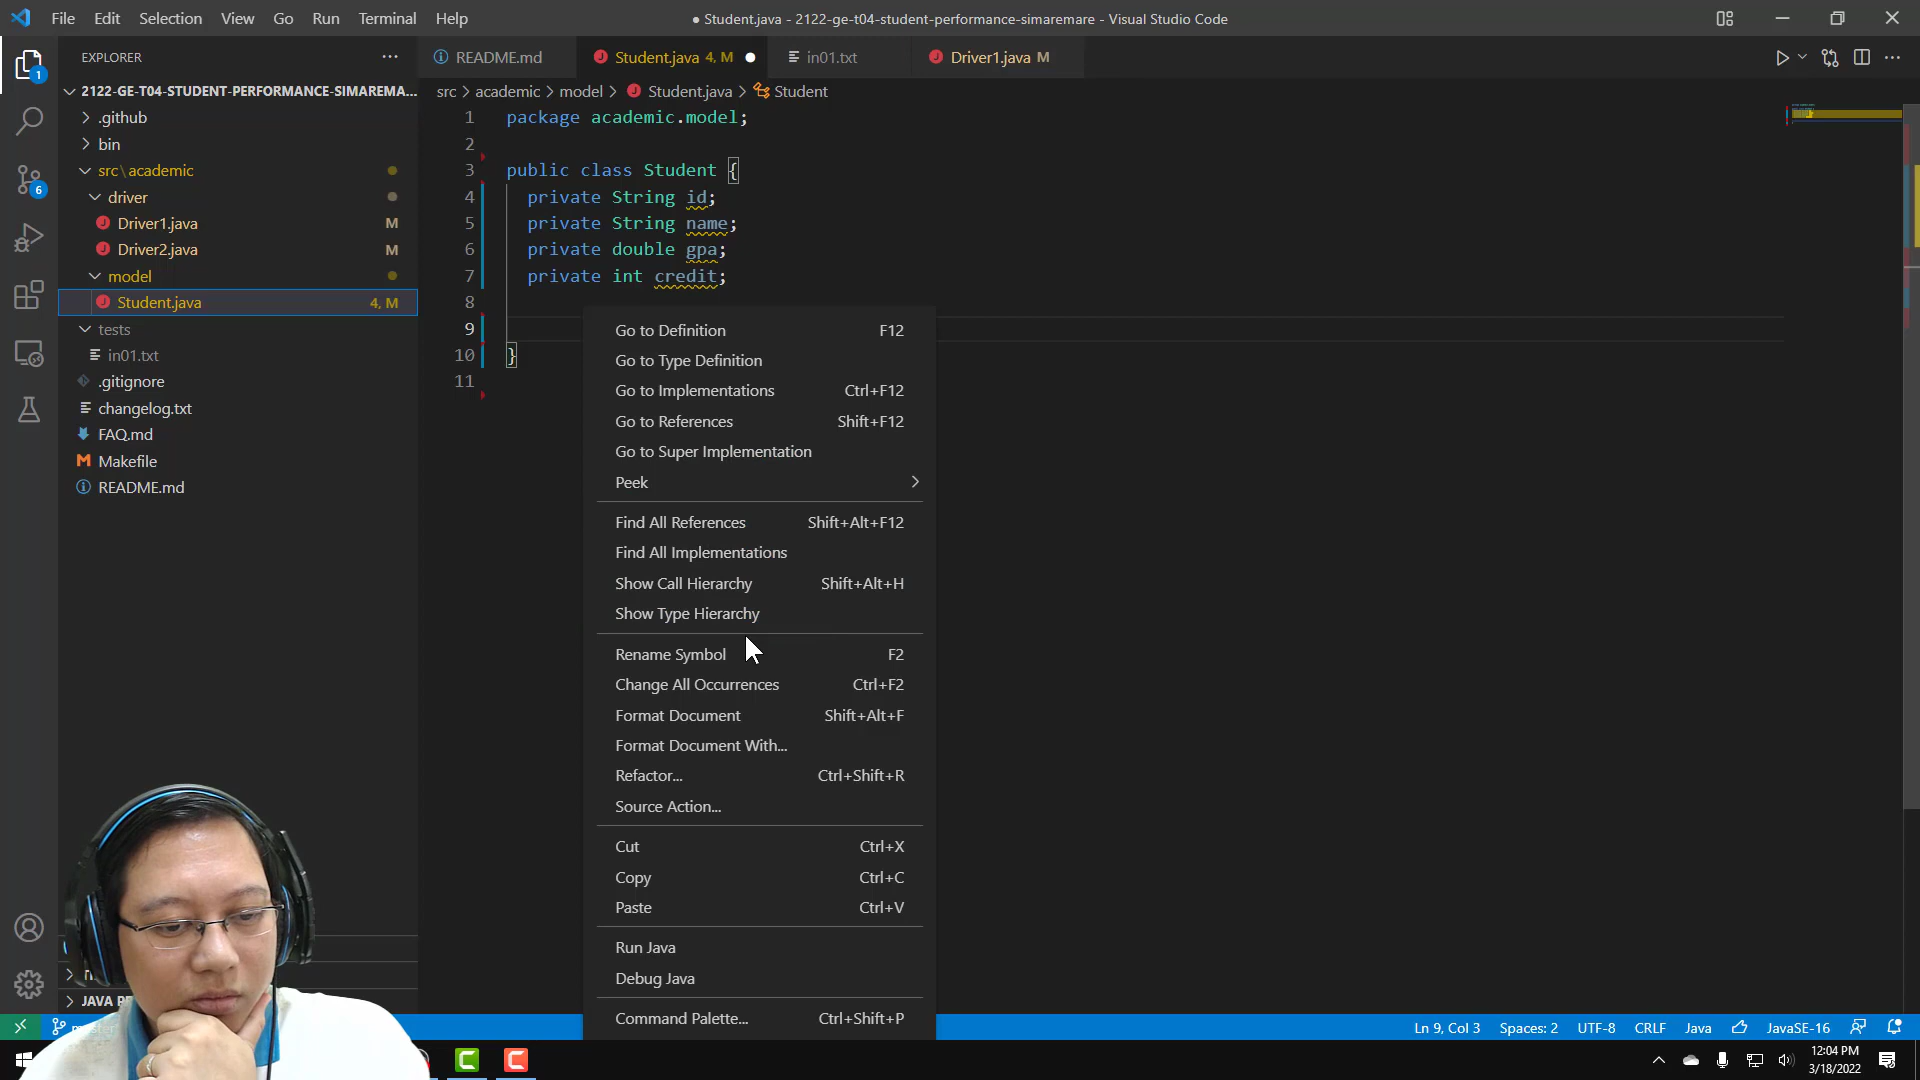 File Edit Selection View Go Run Terminal Help
● Student.java - 2122-ge-t04-student-performance-simaremare - Visual Studio Code
EXPLORER
README.md
Student.java 4, M
in01.txt
Driver1.java M
1
2122-GE-T04-STUDENT-PERFORMANCE-SIMAREMA...
.github
bin
src\academic
driver
Driver1.java M
Driver2.java M
model
Student.java 4, M
tests
in01.txt
.gitignore
changelog.txt
FAQ.md
Makefile
README.md
6
src > academic > model > Student.java > Student
1 package academic.model;
2
3 public class Student {
4 private String id;
5 private String name;
6 private double gpa;
7 private int credit;
8
9
10 }
11
Go to Definition F12
Go to Type Definition
Go to Implementations Ctrl+F12
Go to References Shift+F12
Go to Super Implementation
Peek
Find All References Shift+Alt+F12
Find All Implementations
Show Call Hierarchy Shift+Alt+H
Show Type Hierarchy
Rename Symbol F2
Change All Occurrences Ctrl+F2
Format Document Shift+Alt+F
Format Document With...
Refactor... Ctrl+Shift+R
Source Action...
Cut Ctrl+X
Copy Ctrl+C
Paste Ctrl+V
Run Java
Debug Java
Command Palette... Ctrl+Shift+P
JAVA
Ln 9, Col 3 Spaces: 2 UTF-8 CRLF Java JavaSE-16
12:04 PM
3/18/2022